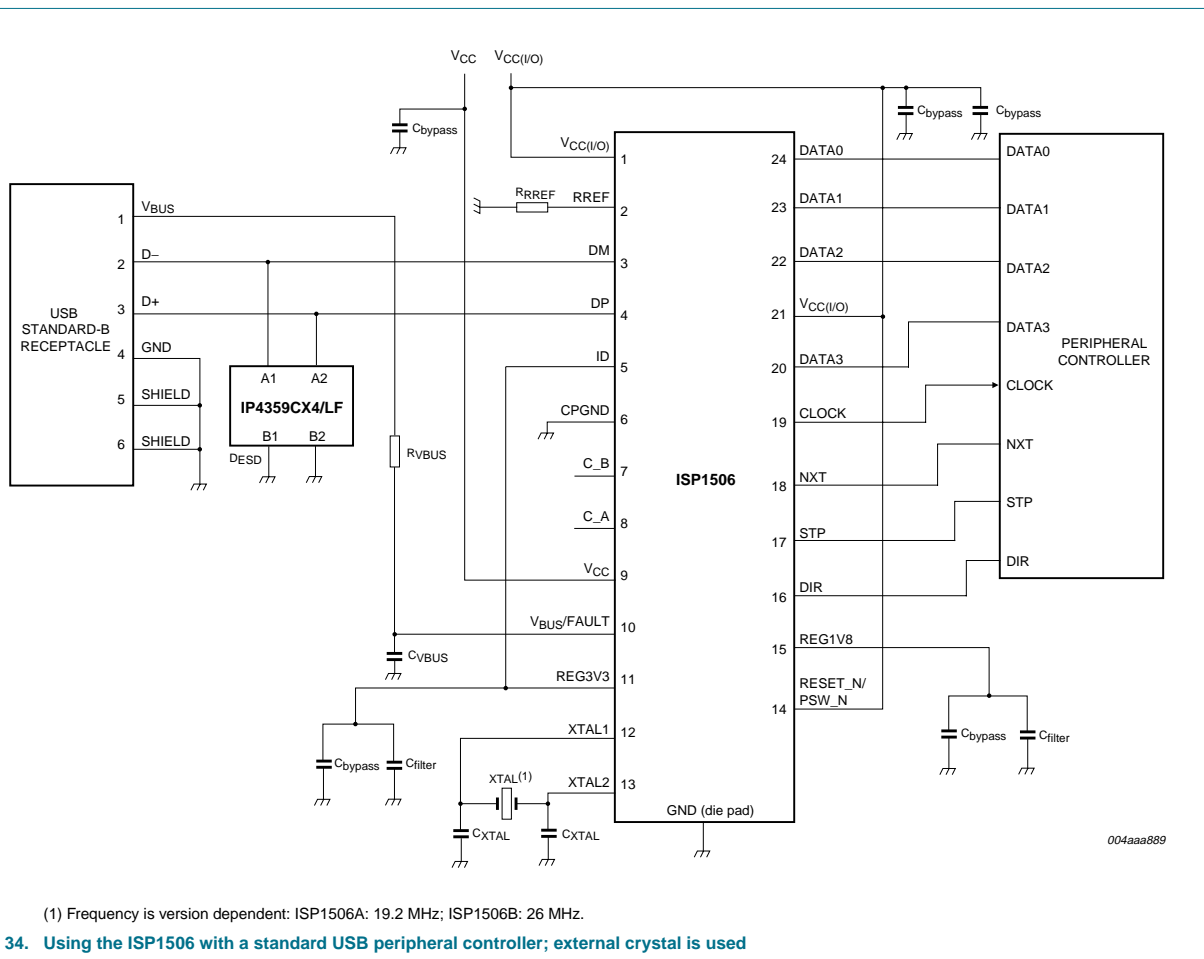 VCC VCC(I/O)
Cbypass
Cbypass
Cbypass
USB
STANDARD-B
RECEPTACLE
1 VBUS
2 D−
3 D+
4 GND
5 SHIELD
6 SHIELD
A1 A2
IP4359CX4/LF
B1 B2
DESD
RVBUS
CVBUS
RRREF
VCC(I/O) 1
RREF 2
DM 3
DP 4
ID 5
CPGND 6
C_B 7
C_A 8
VCC 9
VBUS/FAULT 10
REG3V3 11
XTAL1 12
XTAL2 13
Cbypass
Cfilter
XTAL(1)
CXTAL
CXTAL
ISP1506
GND (die pad)
24 DATA0
23 DATA1
22 DATA2
21 VCC(I/O)
20 DATA3
19 CLOCK
18 NXT
17 STP
16 DIR
15 REG1V8
RESET_N/
PSW_N
14
Cbypass
Cfilter
DATA0
DATA1
DATA2
DATA3
PERIPHERAL
CONTROLLER
CLOCK
NXT
STP
DIR
004aaa889
(1) Frequency is version dependent: ISP1506A: 19.2 MHz; ISP1506B: 26 MHz.
34. Using the ISP1506 with a standard USB peripheral controller; external crystal is used